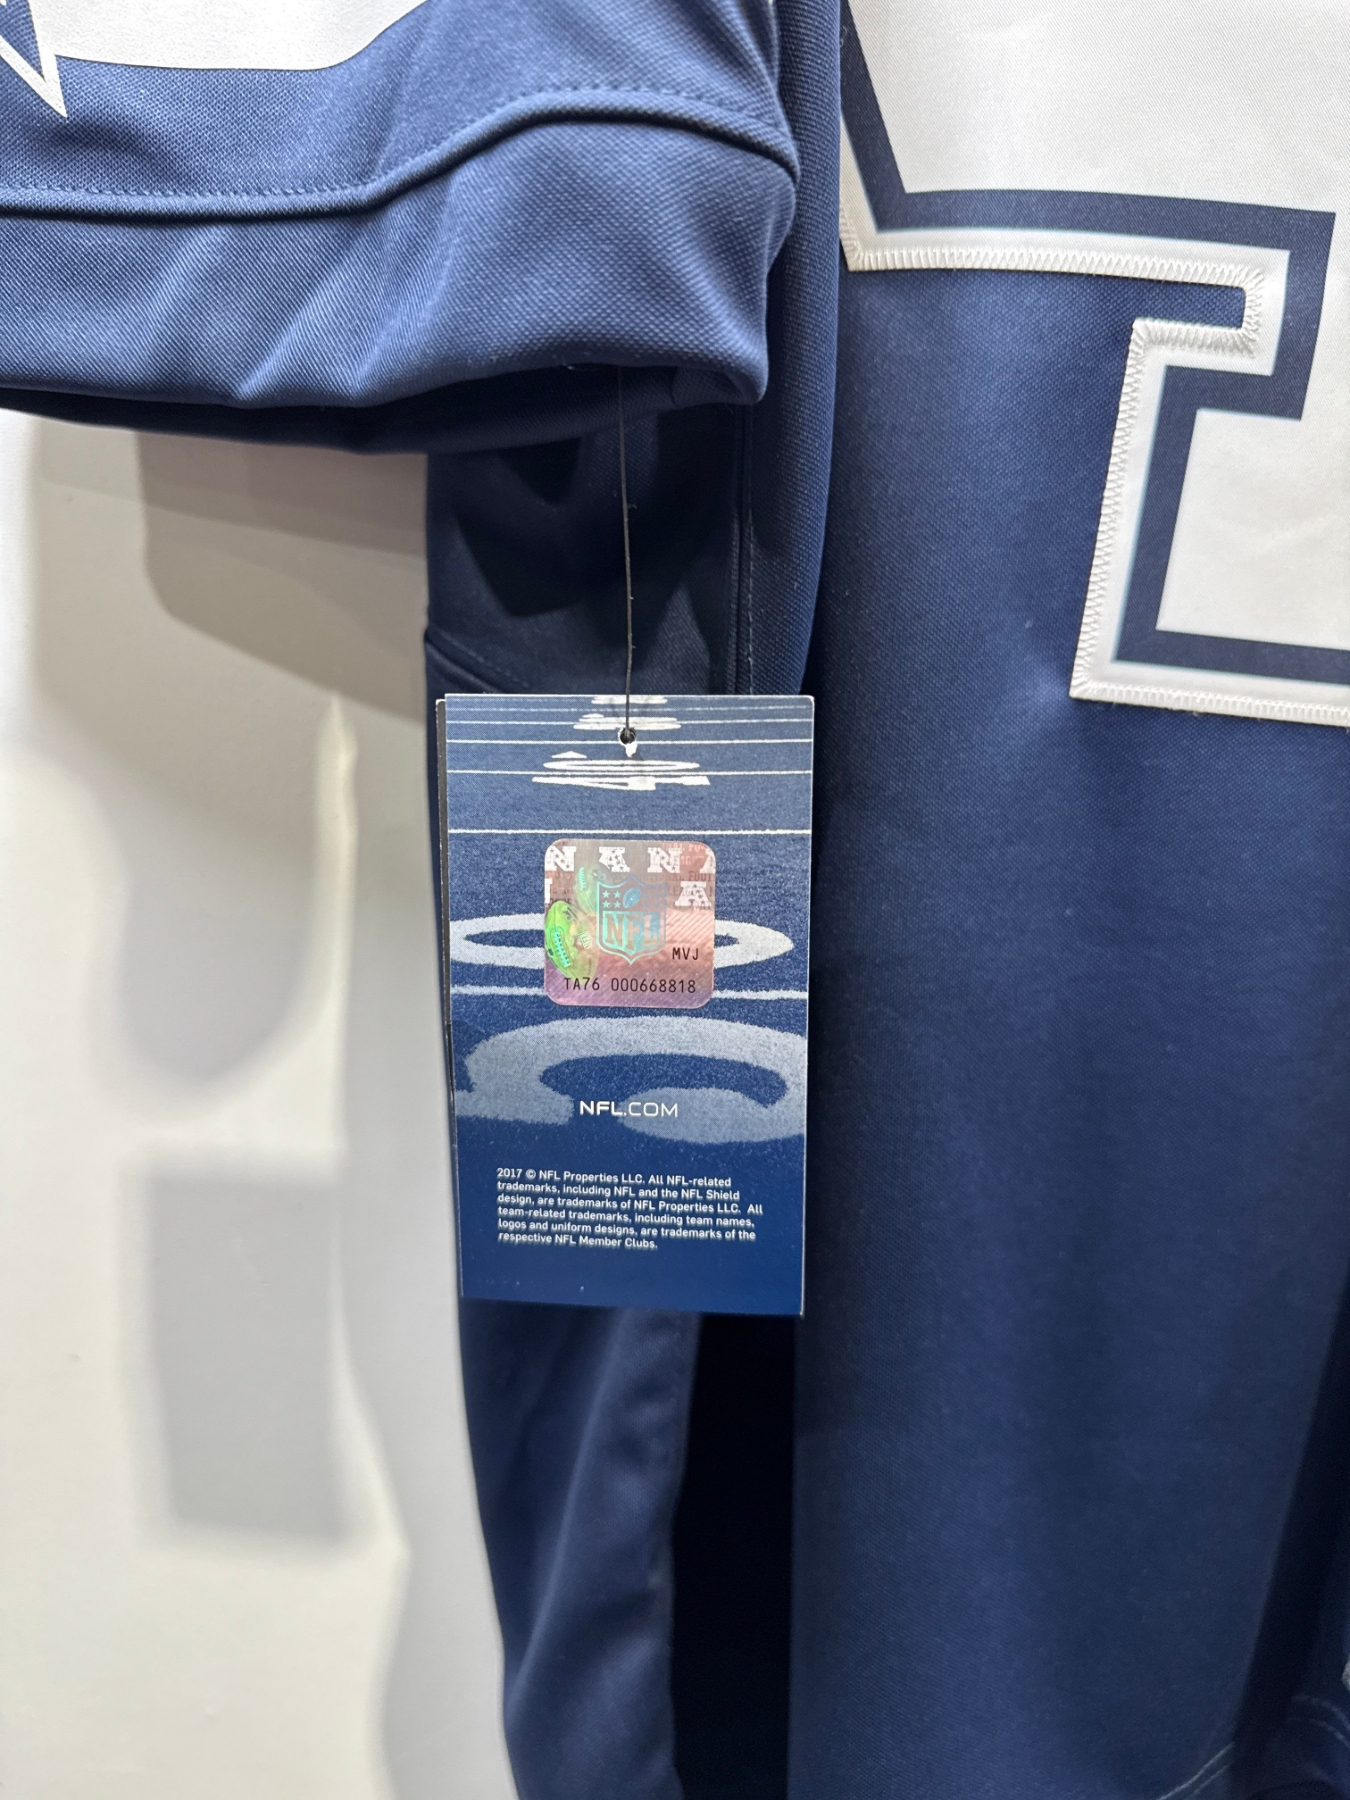 N A N A
A
NFL
MVJ
TA76 000668818
NFL.COM
2017 © NFL Properties LLC. All NFL-related
trademarks, including NFL and the NFL Shield
design, are trademarks of NFL Properties LLC. All
team-related trademarks, including team names,
logos and uniform designs, are trademarks of the
respective NFL Member Clubs.